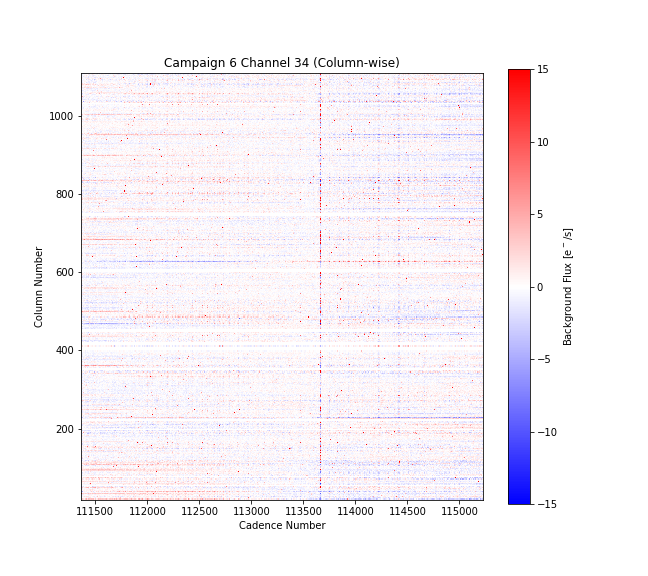 Campaign 6 Channel 34 (Column-wise)
1000
800
600
400
200
Column Number
111500 112000 112500 113000 113500 114000 114500 115000
Cadence Number
15
10
5
0
−5
−10
−15
Background Flux [e⁻/s]